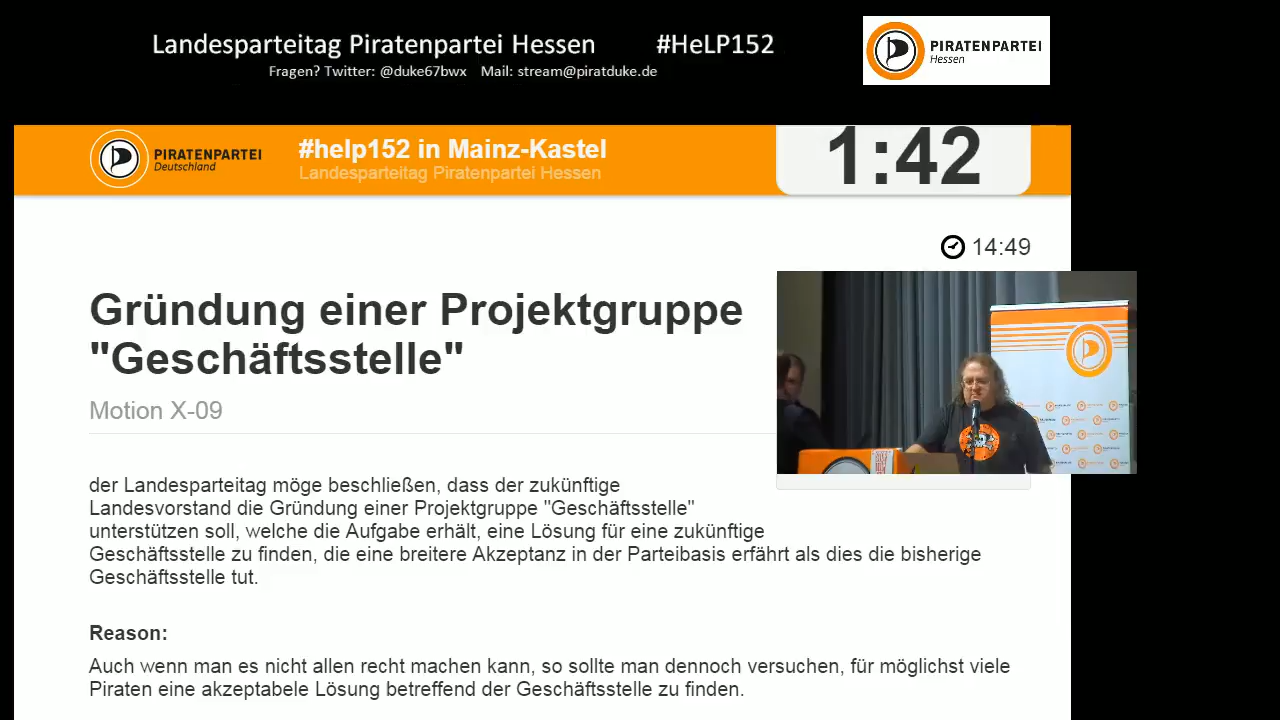 Landesparteitag Piratenpartei Hessen #HeLP152
Fragen? Twitter: @duke67bwx Mail: stream@piratduke.de
PIRATENPARTEI
Hessen
PIRATENPARTEI
Deutschland
#help152 in Mainz-Kastel
Landesparteitag Piratenpartei Hessen
1:42
14:49
Gründung einer Projektgruppe
"Geschäftsstelle"
Motion X-09
der Landesparteitag möge beschließen, dass der zukünftige
Landesvorstand die Gründung einer Projektgruppe "Geschäftsstelle"
unterstützen soll, welche die Aufgabe erhält, eine Lösung für eine zukünftige
Geschäftsstelle zu finden, die eine breitere Akzeptanz in der Parteibasis erfährt als dies die bisherige
Geschäftsstelle tut.
Reason:
Auch wenn man es nicht allen recht machen kann, so sollte man dennoch versuchen, für möglichst viele
Piraten eine akzeptabele Lösung betreffend der Geschäftsstelle zu finden.